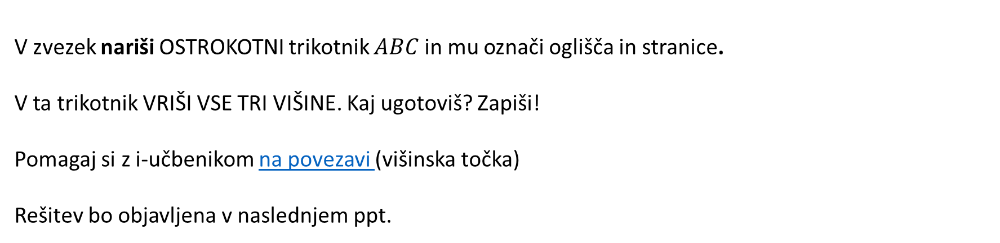 V zvezek nariši OSTROKOTNI trikotnik ABC in mu označi oglišča in stranice.
V ta trikotnik VRIŠI VSE TRI VIŠINE. Kaj ugotoviš? Zapiši!
Pomagaj si z i-učbenikom na povezavi (višinska točka)
Rešitev bo objavljena v naslednjem ppt.